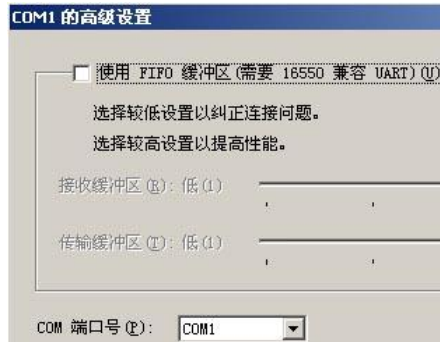 COM1 的高级设置
使用 FIFO 缓冲区(需要 16550 兼容 UART)(U)
选择较低设置以纠正连接问题。
选择较高设置以提高性能。
接收缓冲区(R): 低(1)
传输缓冲区(T): 低(1)
COM 端口号(P): COM1